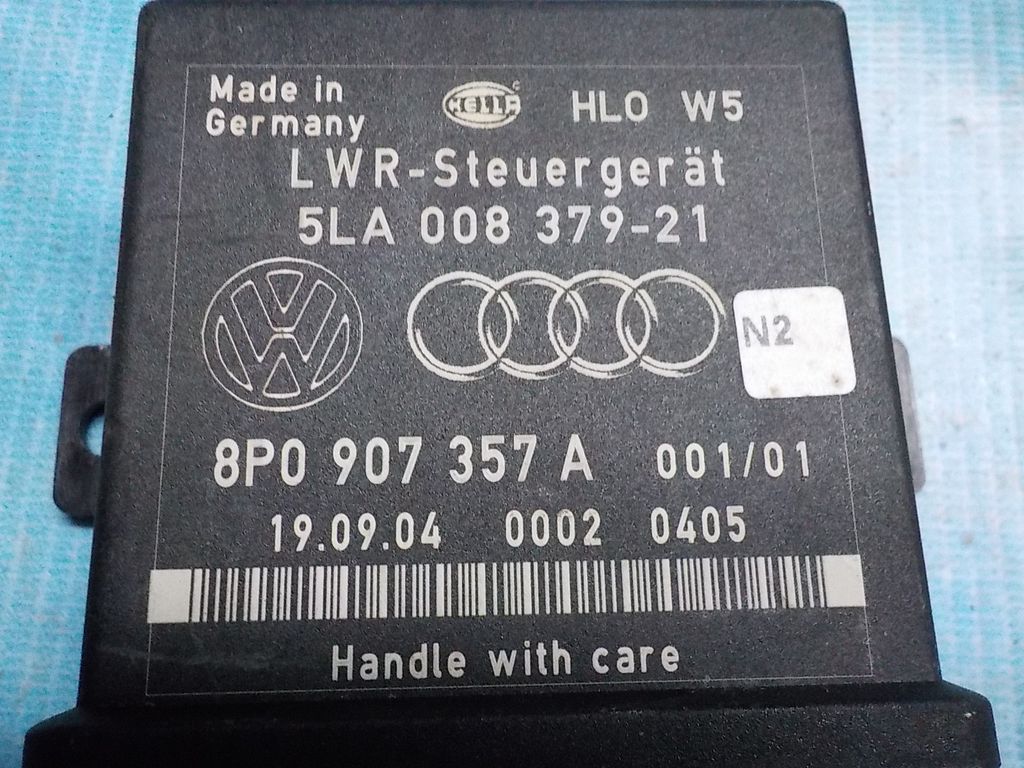 Made in
Germany
HELLA
HLO W5
LWR-Steuergerät
5LA 008 379-21
N2
8P0 907 357 A 001/01
19.09.04 0002 0405
Handle with care